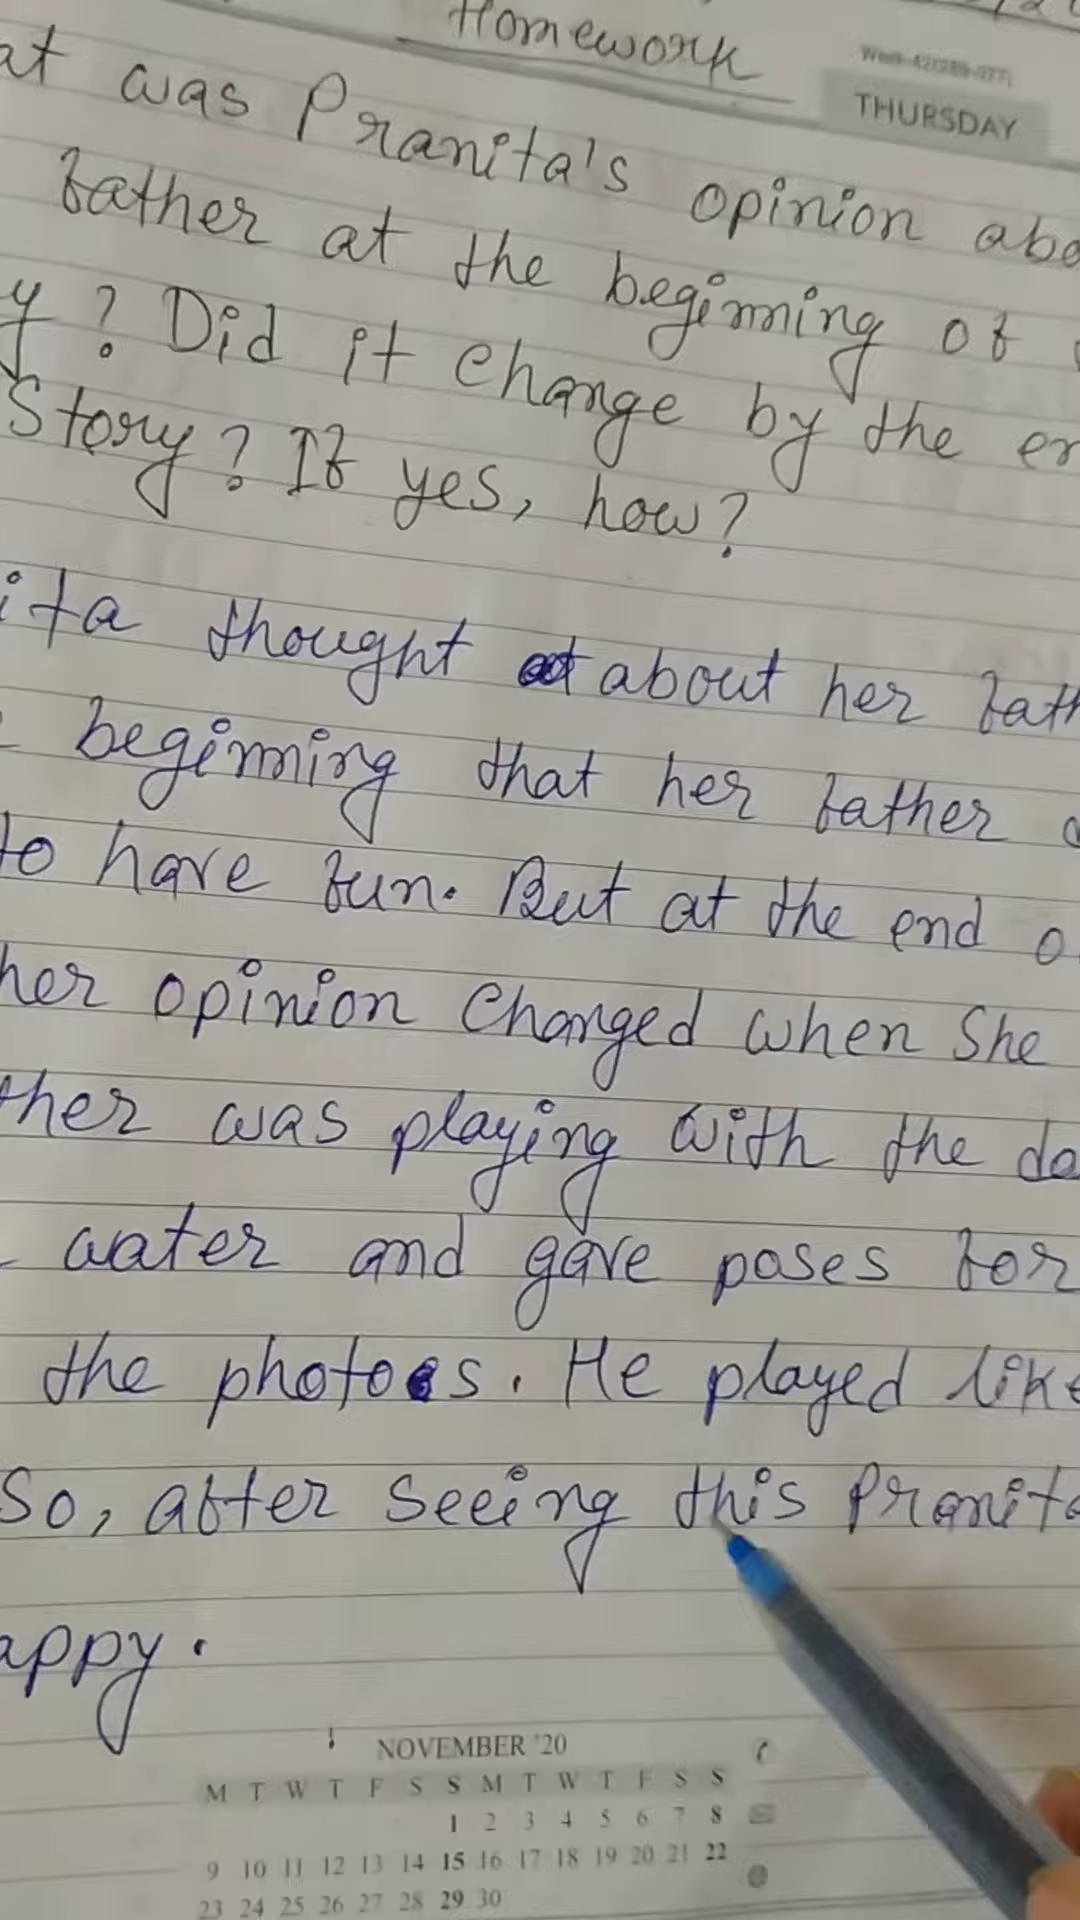 Homework
THURSDAY
at was Pranita's opinion abo
father at the beginning of
y? Did it change by the en
Story? If yes, how?
ita thought about her fath
beginning that her father
to have fun. But at the end o
her opinion changed when She
ther was playing with the do
water and gave poses for
the photos. He played like
So, after seeing this Pranita
appy.
NOVEMBER '20
M T W T F S S M T W T F S S
1 2 3 4 5 6 7 8
9 10 11 12 13 14 15 16 17 18 19 20 21 22
23 24 25 26 27 28 29 30